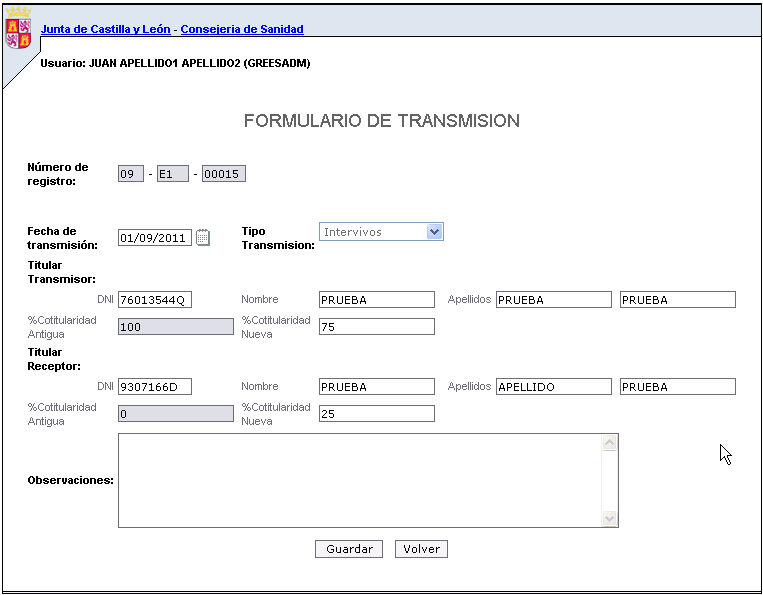 Junta de Castilla y León - Consejeria de Sanidad
Usuario: JUAN APELLIDO1 APELLIDO2 (GREESADM)
FORMULARIO DE TRANSMISION
Número de
registro:
09 - E1 - 00015
Fecha de
transmisión:
01/09/2011
Tipo
Transmision:
Intervivos
Titular
Transmisor:
DNI 76013544Q Nombre PRUEBA Apellidos PRUEBA PRUEBA
%Cotitularidad
Antigua
100
%Cotitularidad
Nueva
75
Titular
Receptor:
DNI 9307166D Nombre PRUEBA Apellidos APELLIDO PRUEBA
%Cotitularidad
Antigua
0
%Cotitularidad
Nueva
25
Observaciones:
Guardar Volver